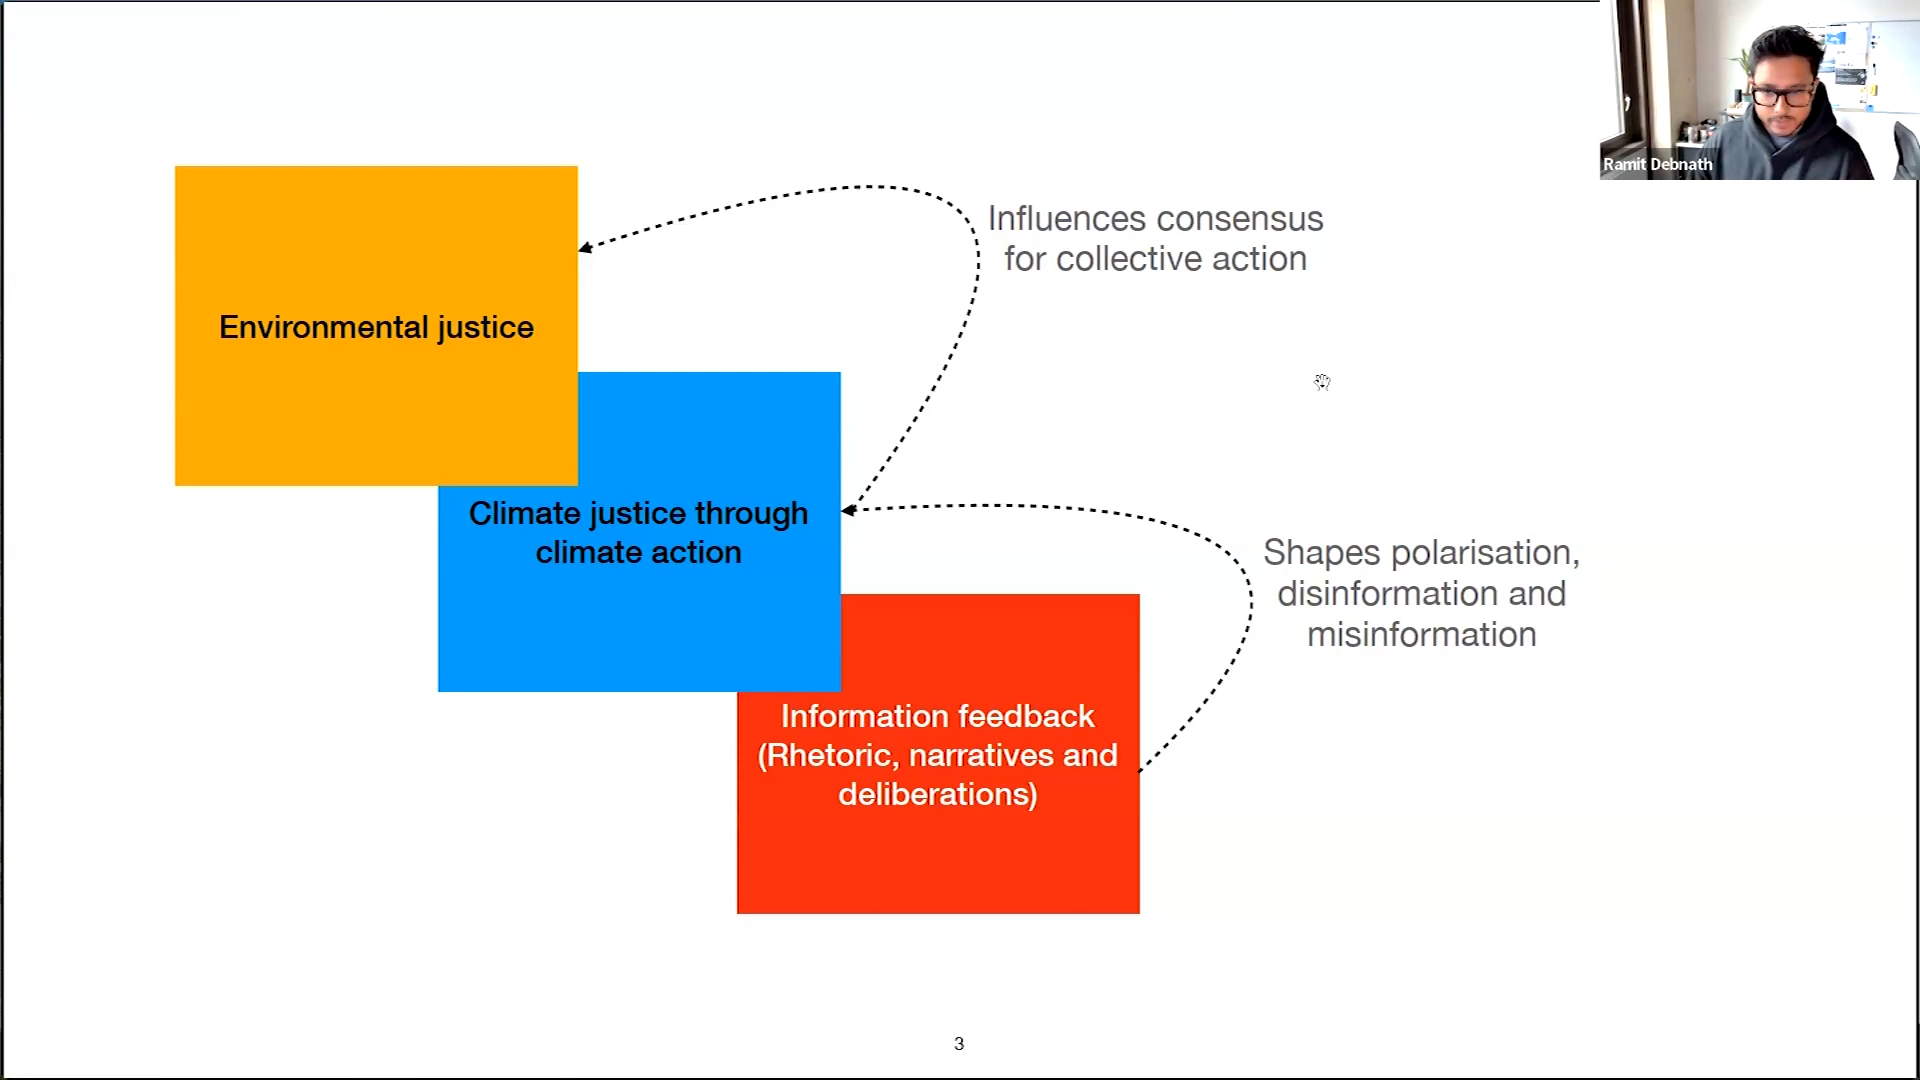 Ramit Debnath
Influences consensus
for collective action
Environmental justice
Climate justice through
climate action
Shapes polarisation,
disinformation and
misinformation
Information feedback
(Rhetoric, narratives and
deliberations)
3